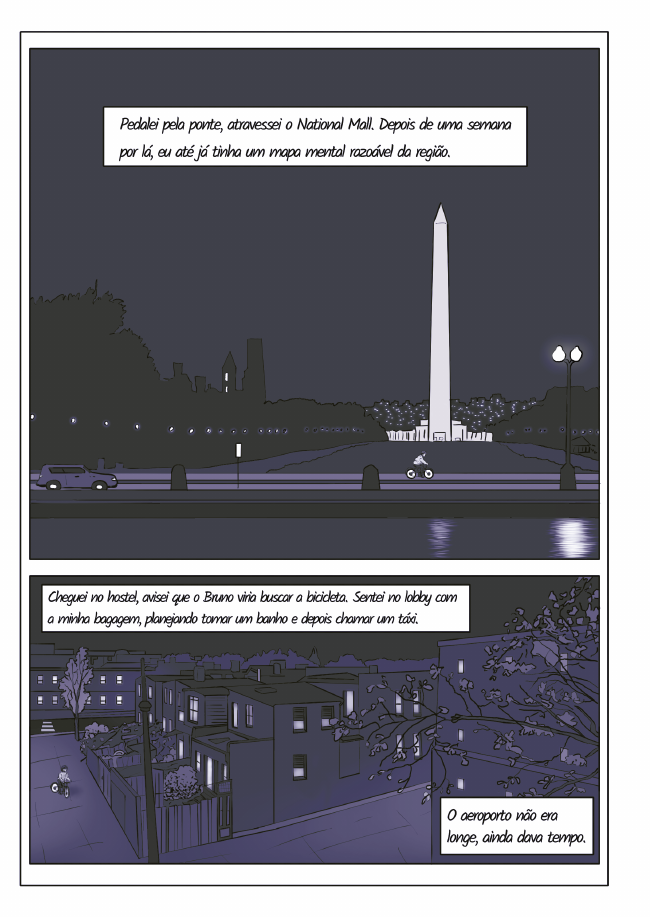 Pedalei pela ponte, atravessei o National Mall. Depois de uma semana
por lá, eu até já tinha um mapa mental razoável da região.
Cheguei no hostel, avisei que o Bruno viria buscar a bicicleta. Sentei no lobby com
a minha bagagem, planejando tomar um banho e depois chamar um táxi.
O aeroporto não era
longe, ainda dava tempo.